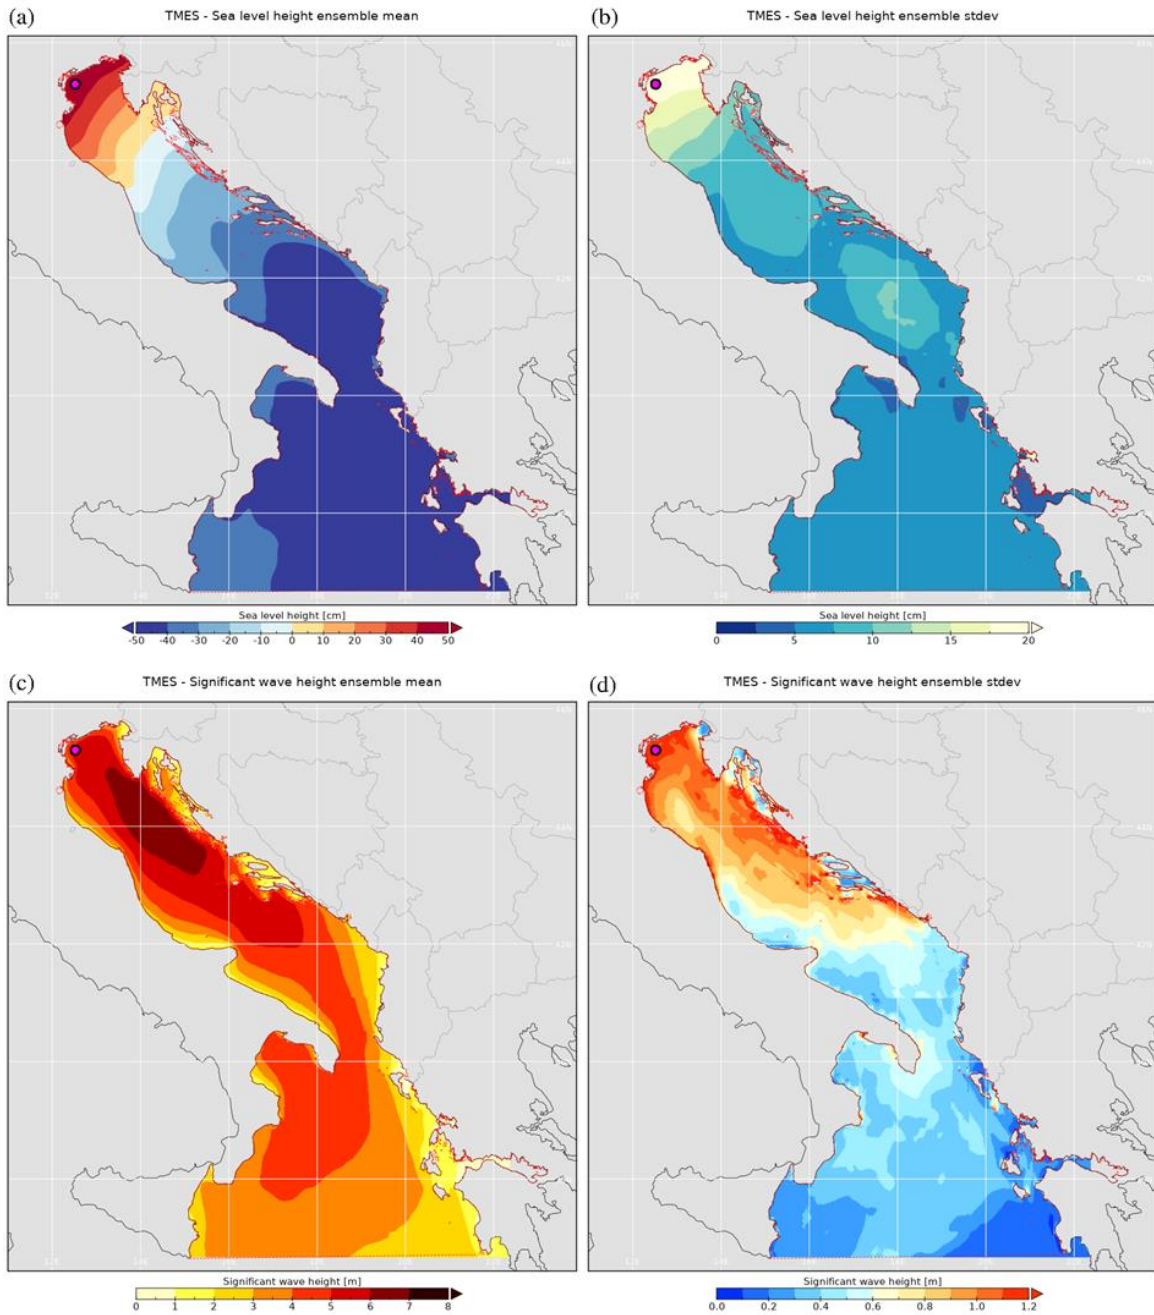 (a) TMES - Sea level height ensemble mean
(b) TMES - Sea level height ensemble stdev
Sea level height [cm]
-50 -40 -30 -20 -10 0 10 20 30 40 50
Sea level height [cm]
0 5 10 15 20
(c) TMES - Significant wave height ensemble mean
(d) TMES - Significant wave height ensemble stdev
Significant wave height [m]
0 1 2 3 4 5 6 7 8
Significant wave height [m]
0.0 0.2 0.4 0.6 0.8 1.0 1.2